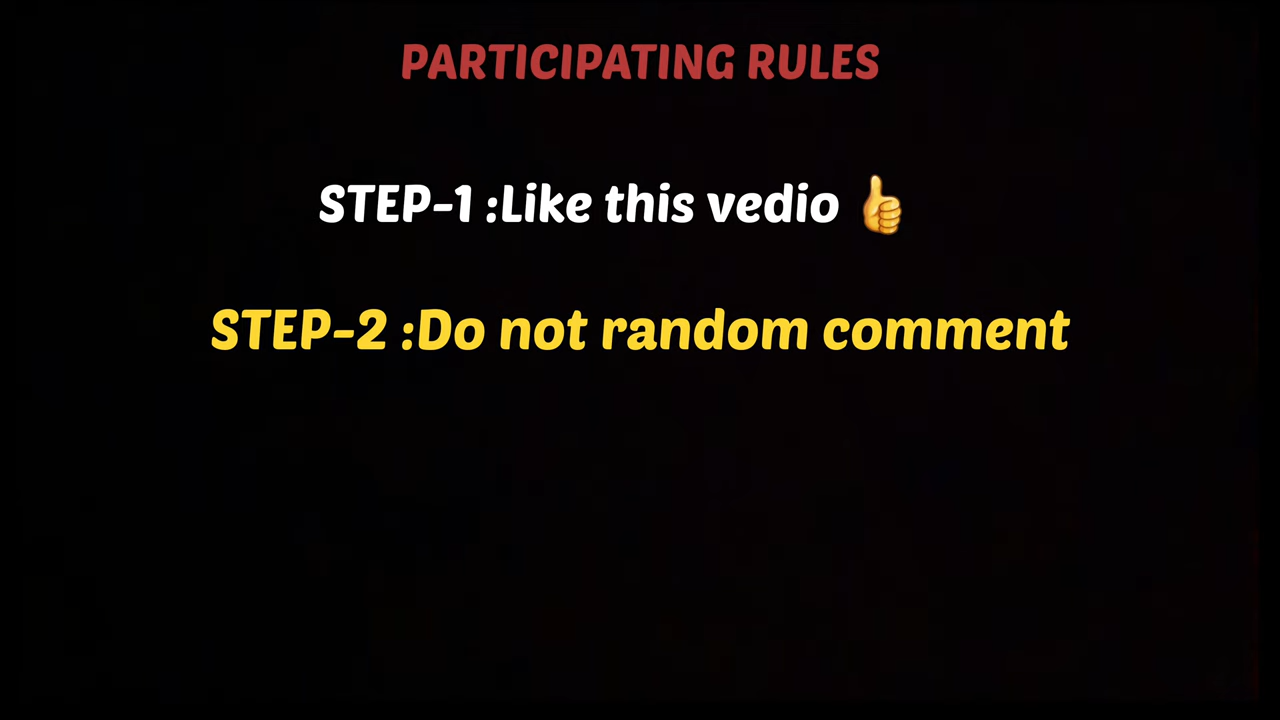 PARTICIPATING RULES
STEP-1 :Like this vedio 👍
STEP-2 :Do not random comment